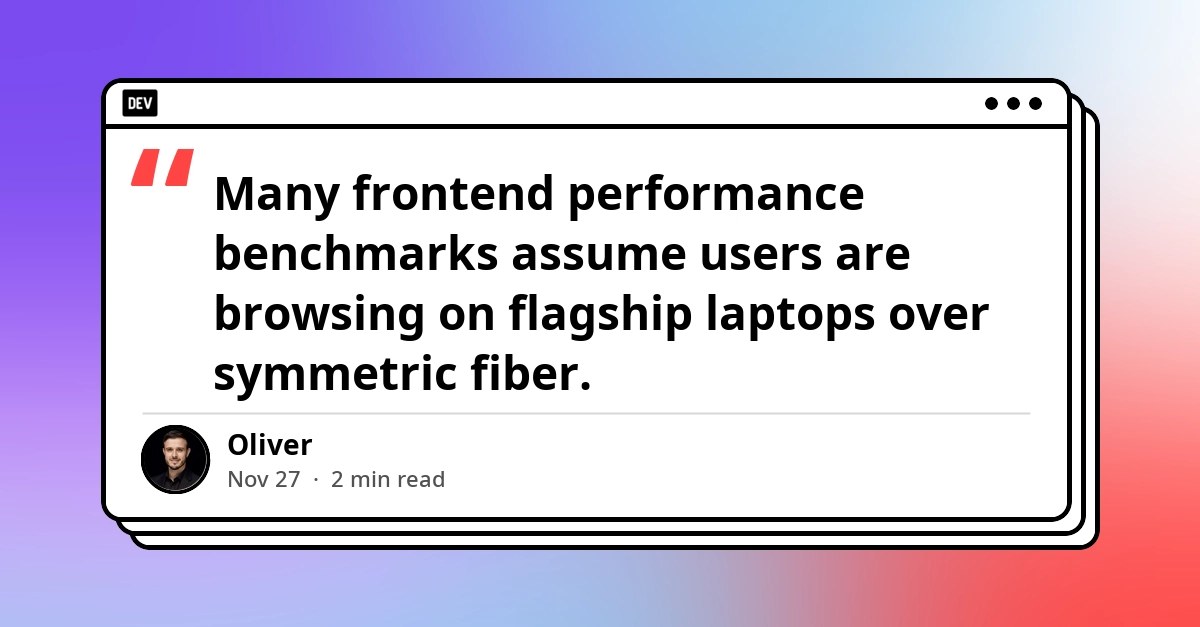 DEV
“
Many frontend performance
benchmarks assume users are
browsing on flagship laptops over
symmetric fiber.
Oliver
Nov 27 · 2 min read